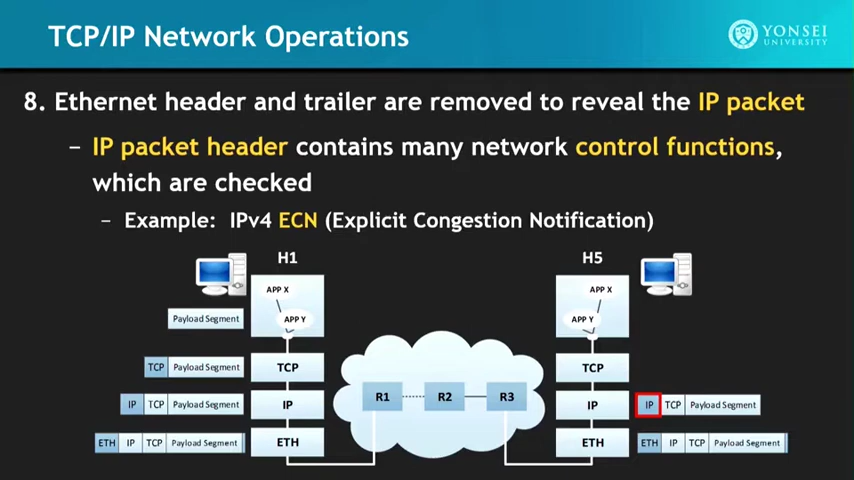 TCP/IP Network Operations
YONSEI
UNIVERSITY
8. Ethernet header and trailer are removed to reveal the IP packet
– IP packet header contains many network control functions,
which are checked
– Example: IPv4 ECN (Explicit Congestion Notification)
H1
H5
APP X
APP X
Payload Segment
APP Y
APP Y
TCP
Payload Segment
TCP
TCP
IP
TCP
Payload Segment
IP
R1
R2
R3
IP
IP
TCP
Payload Segment
ETH
IP
TCP
Payload Segment
ETH
ETH
ETH
IP
TCP
Payload Segment